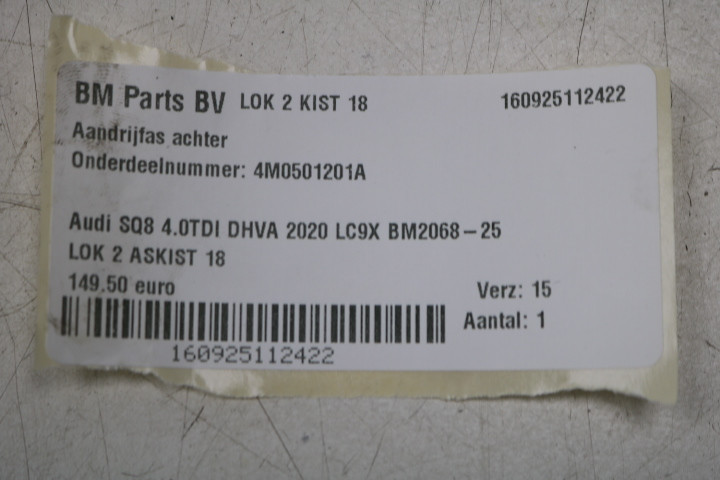 BM Parts BV LOK 2 KIST 18 160925112422
Aandrijfas achter
Onderdeelnummer: 4M0501201A
Audi SQ8 4.0TDI DHVA 2020 LC9X BM2068-25
LOK 2 ASKIST 18
149.50 euro
Verz: 15
Aantal: 1
160925112422